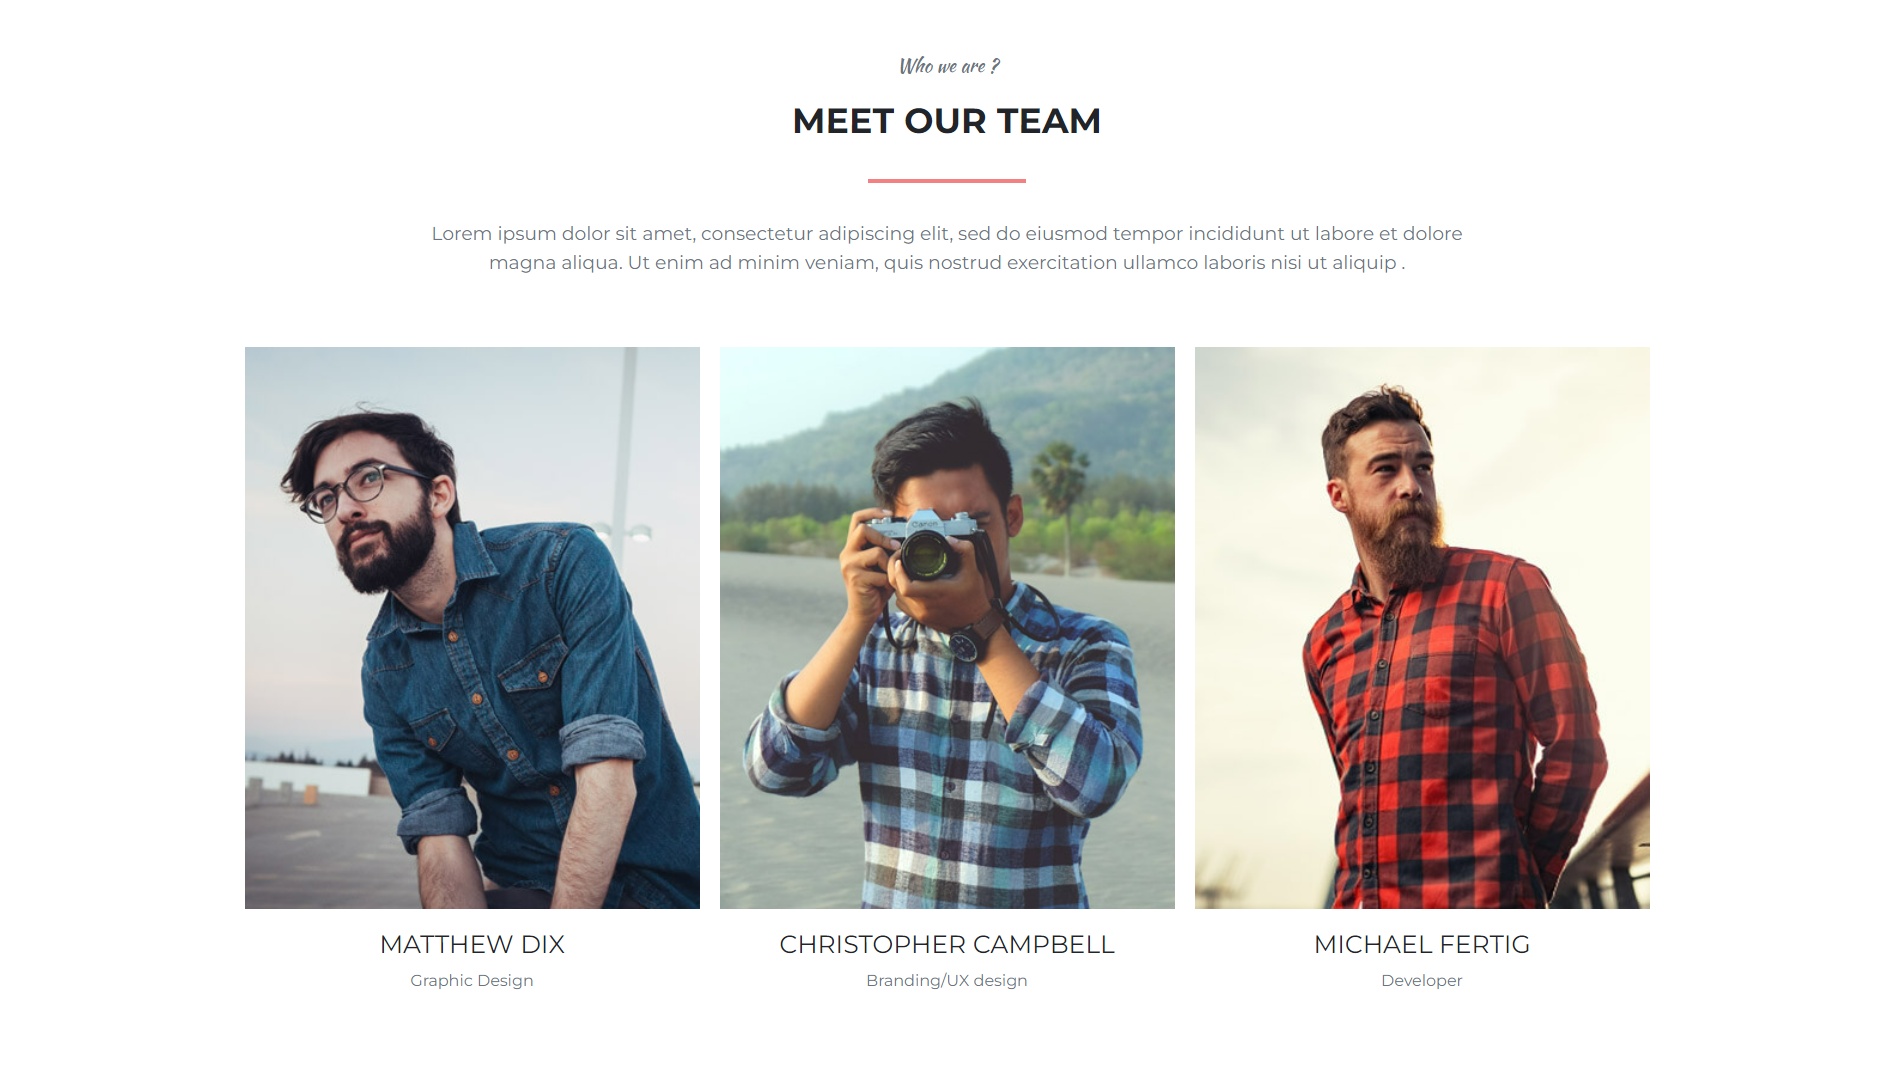 Who we are ?
MEET OUR TEAM
Lorem ipsum dolor sit amet, consectetur adipiscing elit, sed do eiusmod tempor incididunt ut labore et dolore
magna aliqua. Ut enim ad minim veniam, quis nostrud exercitation ullamco laboris nisi ut aliquip .
Canon
MATTHEW DIX
CHRISTOPHER CAMPBELL
MICHAEL FERTIG
Graphic Design
Branding/UX design
Developer